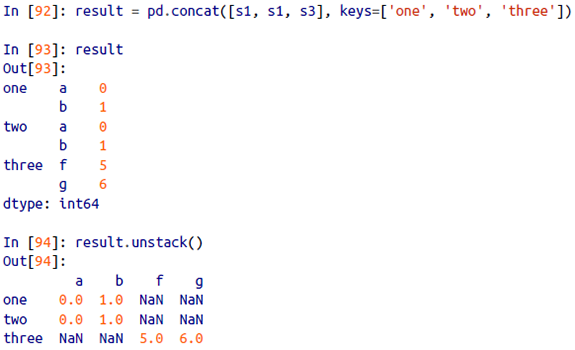 In [92]: result = pd.concat([s1, s1, s3], keys=['one', 'two', 'three'])
In [93]: result
Out[93]:
one    a    0
       b    1
two    a    0
       b    1
three  f    5
       g    6
dtype: int64
In [94]: result.unstack()
Out[94]:
         a    b    f    g
one    0.0  1.0  NaN  NaN
two    0.0  1.0  NaN  NaN
three  NaN  NaN  5.0  6.0